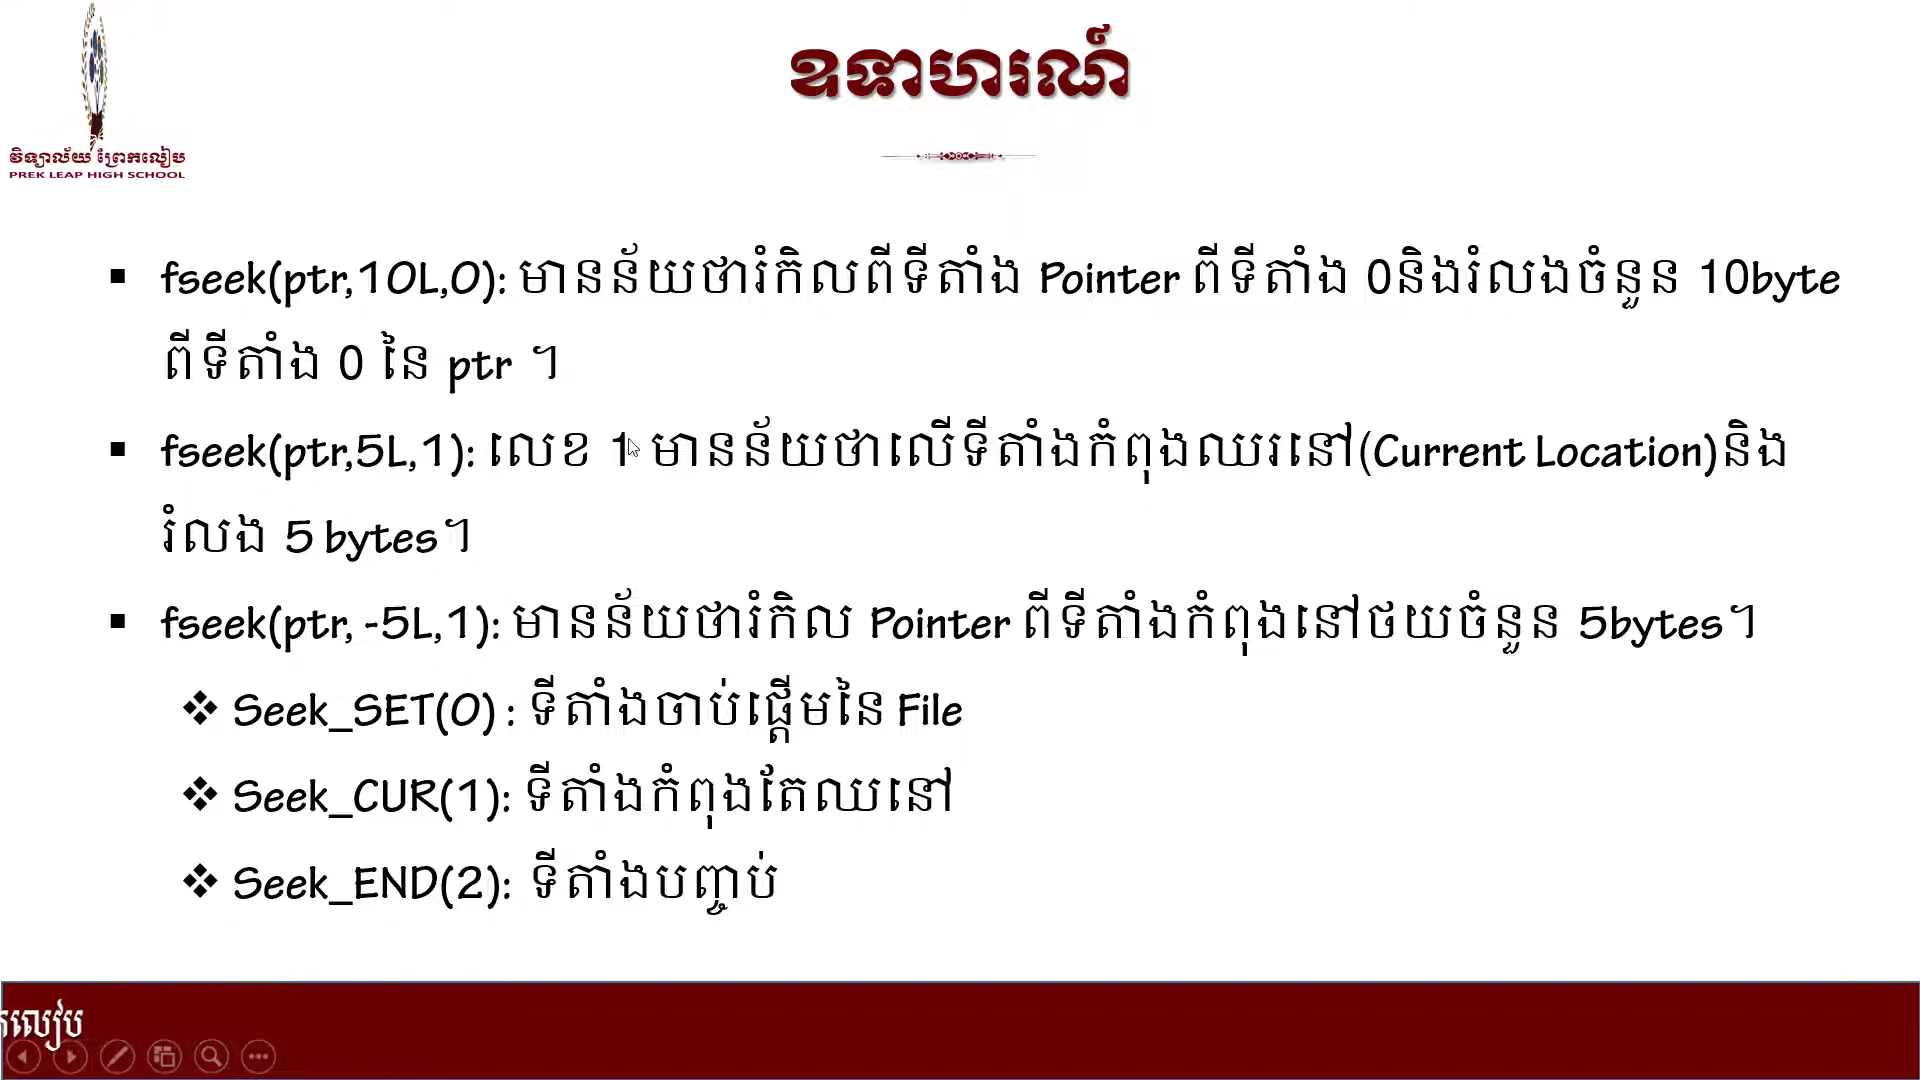 ឧទាហរណ៍
វិទ្យាល័យ ព្រែកលៀប
PREK LEAP HIGH SCHOOL
▪ fseek(ptr,10L,0): មានន័យថារំកិលពីទីតាំង Pointer ពីទីតាំង 0និងរំលងចំនួន 10byte
ពីទីតាំង 0 នៃ ptr ។
▪ fseek(ptr,5L,1): លេខ 1 មានន័យថាលើទីតាំងកំពុងឈរនៅ(Current Location)និង
រំលង 5 bytes។
▪ fseek(ptr, -5L,1): មានន័យថារំកិល Pointer ពីទីតាំងកំពុងនៅថយចំនួន 5bytes។
❖ Seek_SET(0) : ទីតាំងចាប់ផ្តើមនៃ File
❖ Seek_CUR(1): ទីតាំងកំពុងតែឈនៅ
❖ Seek_END(2): ទីតាំងបញ្ចប់
កលៀប